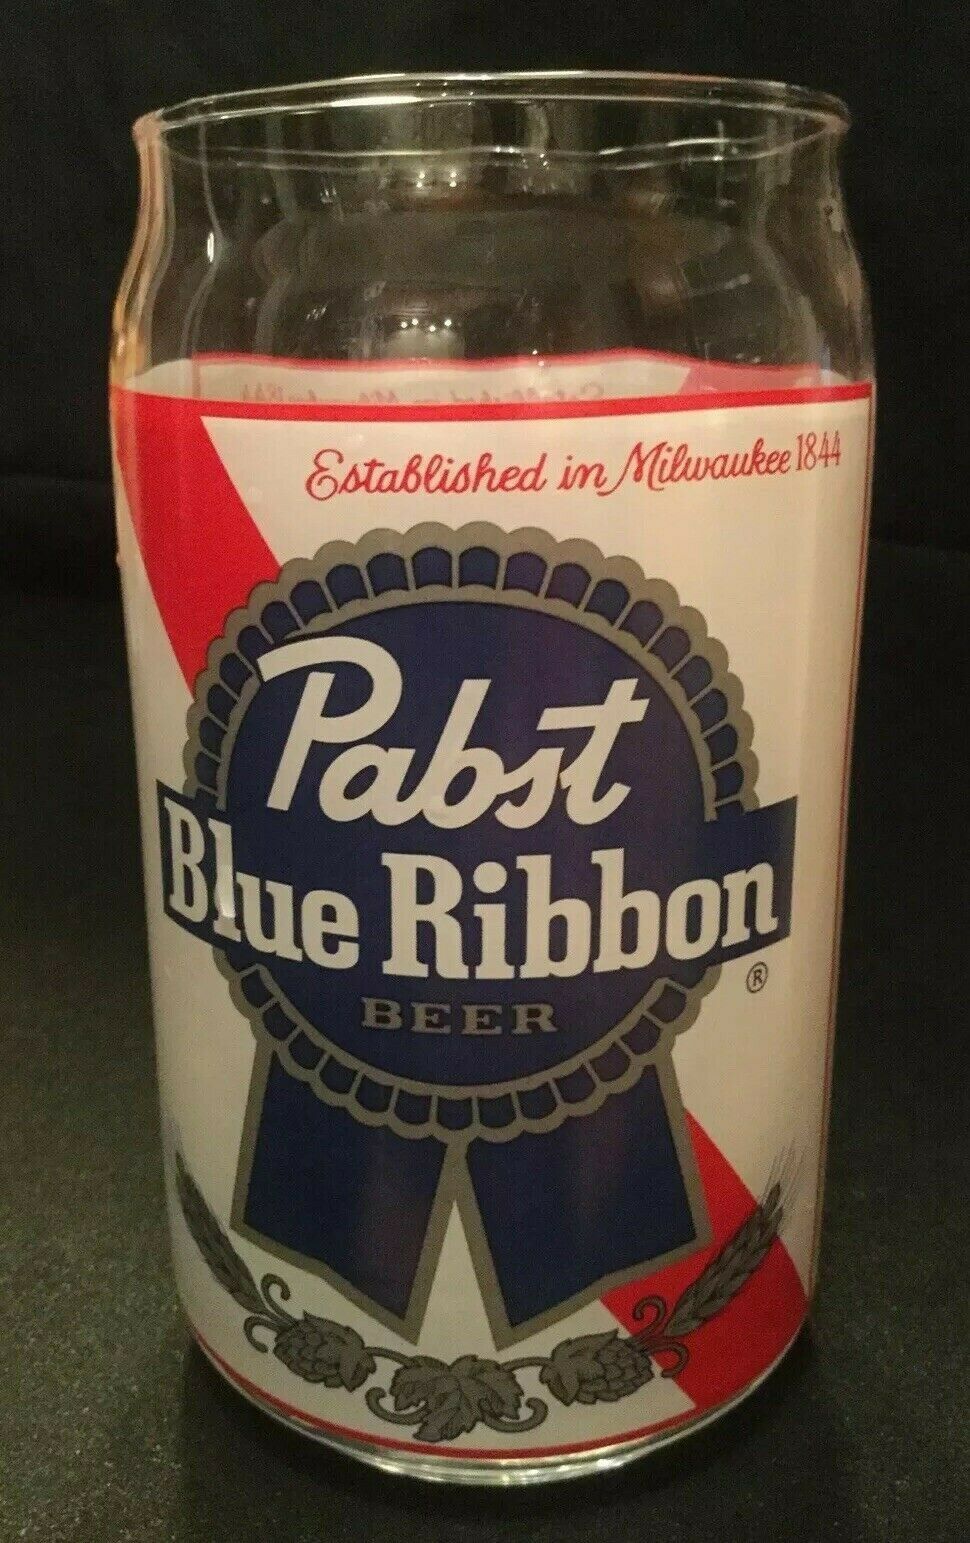 Established in Milwaukee 1844
Pabst
Blue Ribbon
BEER
®